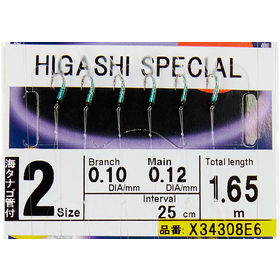 HIGASHI SPECIAL
海タナゴ管付
2 Size
Branch
0.10
DIA/mm
Main
0.12
DIA/mm
Interval
25 cm
Total length
1.65
m
品番 X34308E6